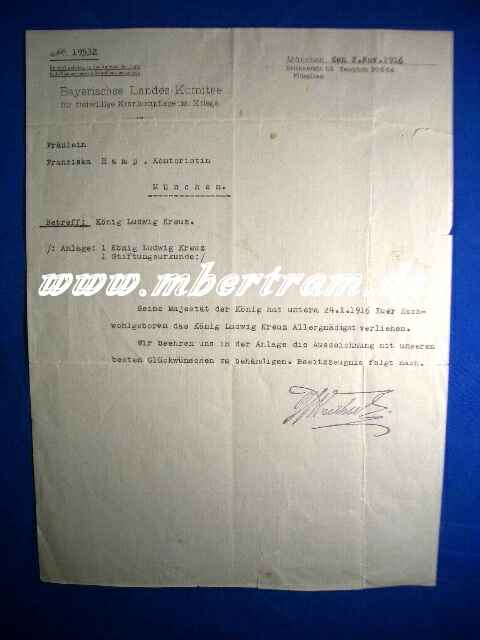 19532
München den 2.Nov.1916
München
Bayerisches Landes Komitee
für freiwillige Krankenpflege im Kriege
Fräulein
Franziska Hamp, Kontoristin
München.
Betreff: König Ludwig Kreuz.
/: Anlage: 1 König Ludwig Kreuz
1 Stiftungsurkunde:/
www.mbertram.de
Seine Majestät der König hat unterm 24.X.1916 Euer Hoch-
wohlgeboren das König Ludwig Kreuz Allergnädigst verliehen.
Wir beehren uns in der Anlage die Auszeichnung mit unseren
besten Glückwünschen zu behändigen. Besitzzeugnis folgt nach.